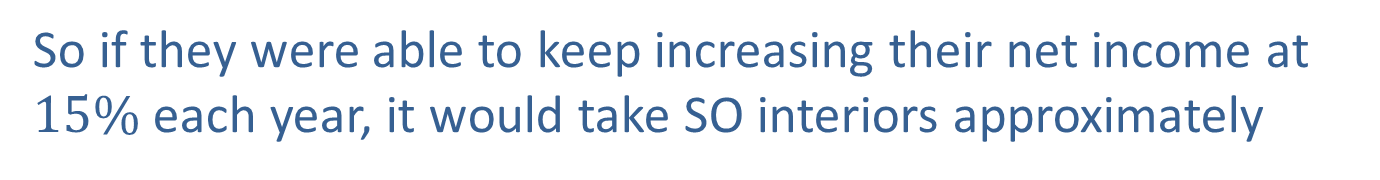 So if they were able to keep increasing their net income at
15% each year, it would take SO interiors approximately